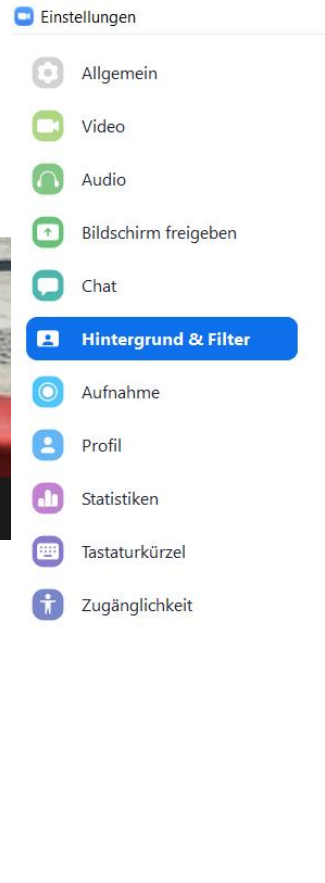 Einstellungen
Allgemein
Video
Audio
Bildschirm freigeben
Chat
Hintergrund & Filter
Aufnahme
Profil
Statistiken
Tastaturkürzel
Zugänglichkeit